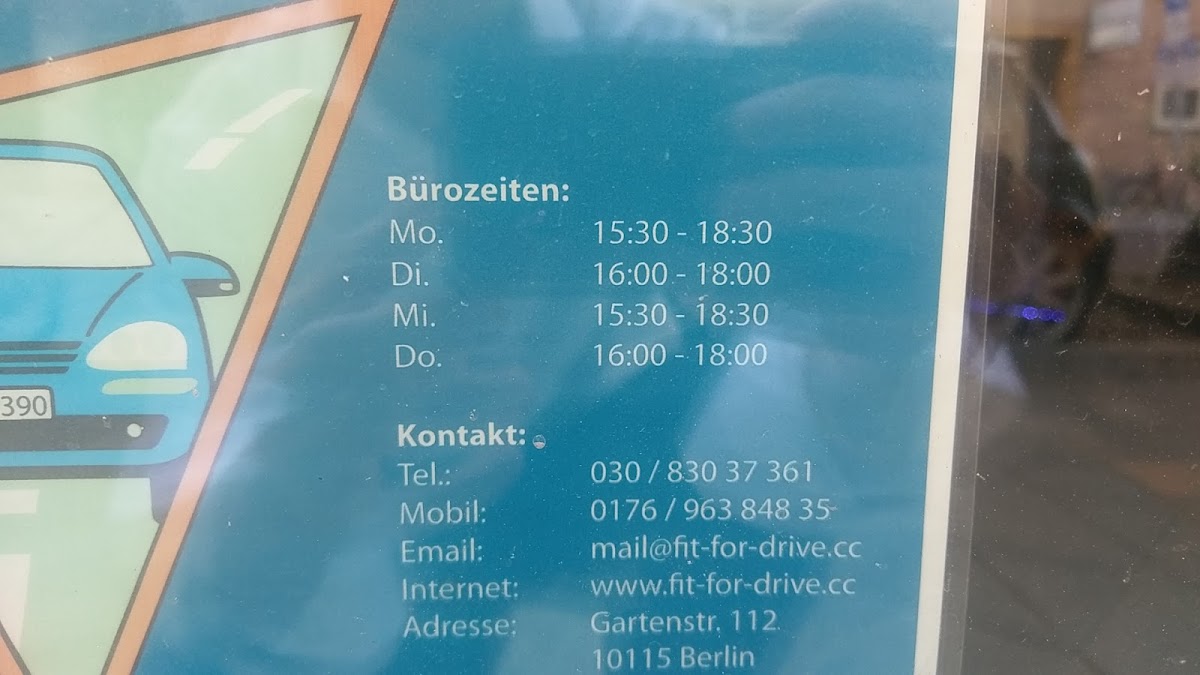 Bürozeiten:
Mo. 15:30 - 18:30
Di. 16:00 - 18:00
Mi. 15:30 - 18:30
Do. 16:00 - 18:00
Kontakt:
Tel.: 030 / 830 37 361
Mobil: 0176 / 963 848 35
Email: mail@fit-for-drive.cc
Internet: www.fit-for-drive.cc
Adresse: Gartenstr. 112
10115 Berlin
390